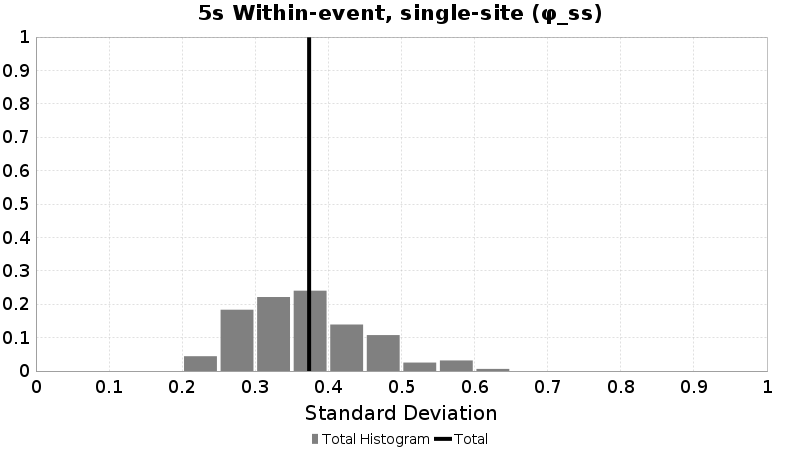 5s Within-event, single-site (φ_ss)
1
0.9
0.8
0.7
0.6
0.5
0.4
0.3
0.2
0.1
0
0 0.1 0.2 0.3 0.4 0.5 0.6 0.7 0.8 0.9 1
Standard Deviation
Total Histogram Total